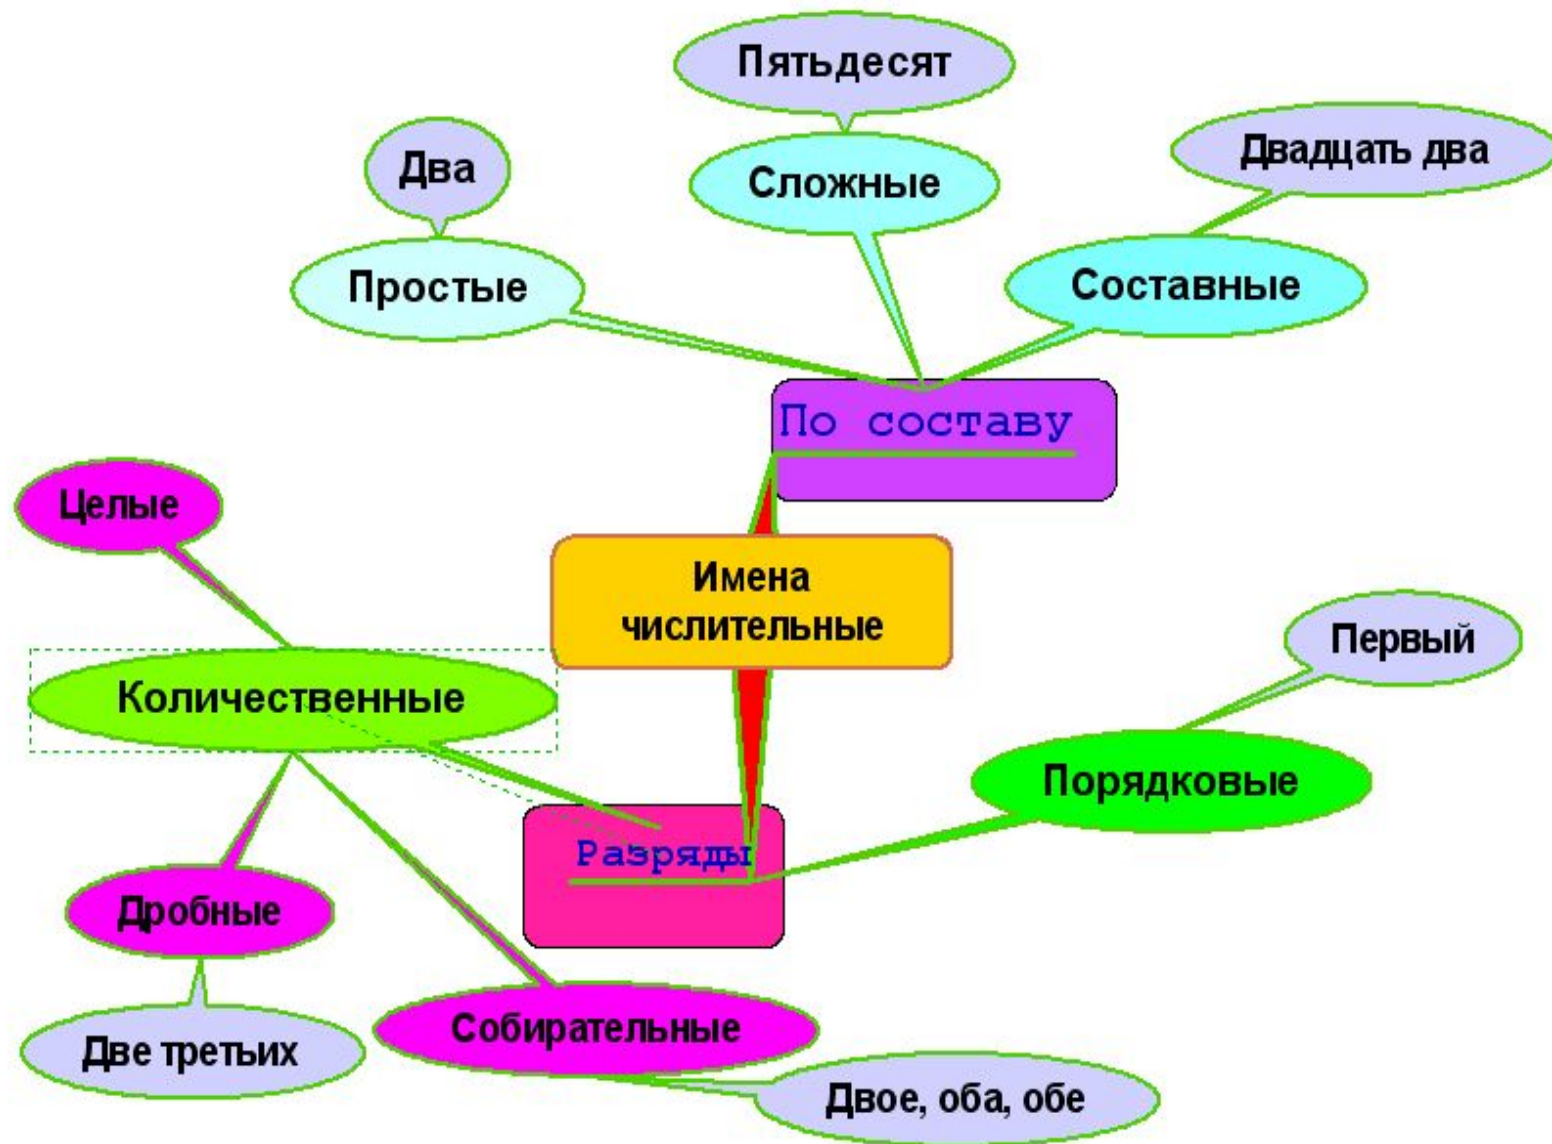 Пятьдесят
Два
Двадцать два
Сложные
Простые
Составные
По составу
Целые
Имена
числительные
Первый
Количественные
Порядковые
Разряды
Дробные
Собирательные
Две третьих
Двое, оба, обе